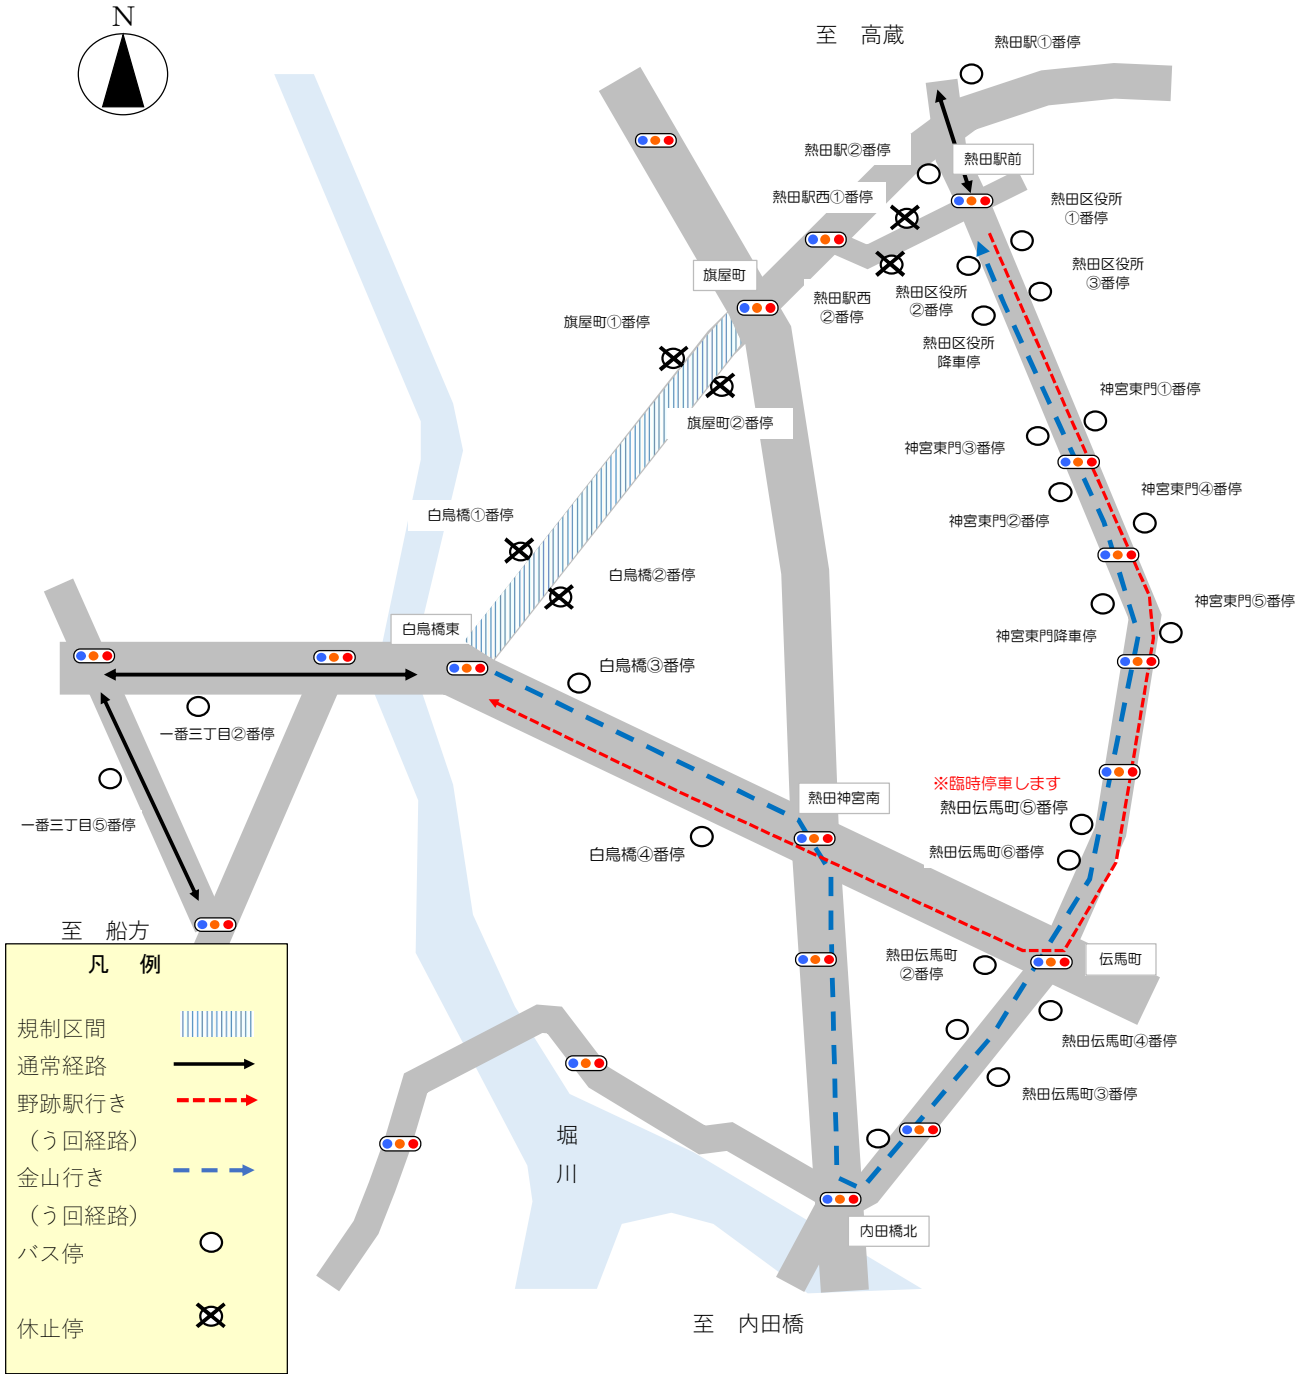 N
至　高蔵
熱田駅①番停
熱田駅②番停
熱田駅前
熱田駅西①番停
熱田区役所
①番停
旗屋町
熱田区役所
③番停
熱田駅西
②番停
熱田区役所
②番停
旗屋町①番停
熱田区役所
降車停
神宮東門①番停
旗屋町②番停
神宮東門③番停
神宮東門④番停
白鳥橋①番停
神宮東門②番停
白鳥橋②番停
神宮東門⑤番停
白鳥橋東
神宮東門降車停
白鳥橋③番停
一番三丁目②番停
※臨時停車します
熱田伝馬町⑤番停
熱田神宮南
一番三丁目⑤番停
白鳥橋④番停
熱田伝馬町⑥番停
至　船方
熱田伝馬町
②番停
伝馬町
熱田伝馬町④番停
熱田伝馬町③番停
堀
川
内田橋北
至　内田橋
凡　例
規制区間
通常経路
野跡駅行き
（う回経路）
金山行き
（う回経路）
バス停
休止停